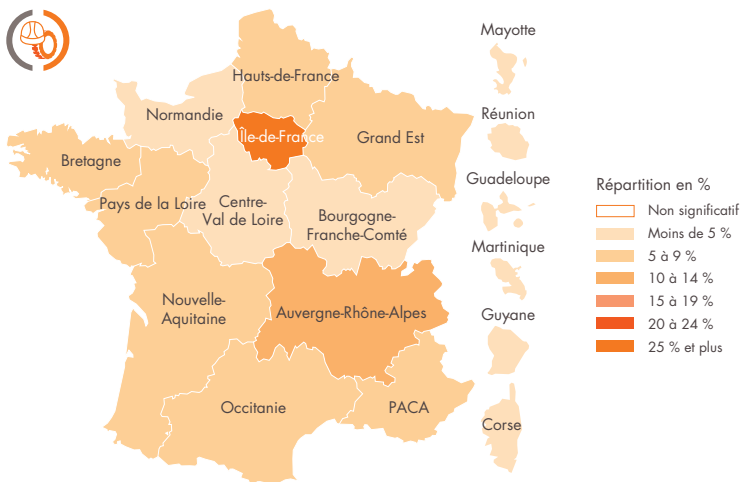 Mayotte
Hauts-de-France
Normandie
Réunion
Île-de-France
Grand Est
Bretagne
Guadeloupe
Pays de la Loire
Centre-
Val de Loire
Bourgogne-
Franche-Comté
Martinique
Nouvelle-
Aquitaine
Auvergne-Rhône-Alpes
Guyane
Occitanie
PACA
Corse
Répartition en %
Non significatif
Moins de 5 %
5 à 9 %
10 à 14 %
15 à 19 %
20 à 24 %
25 % et plus